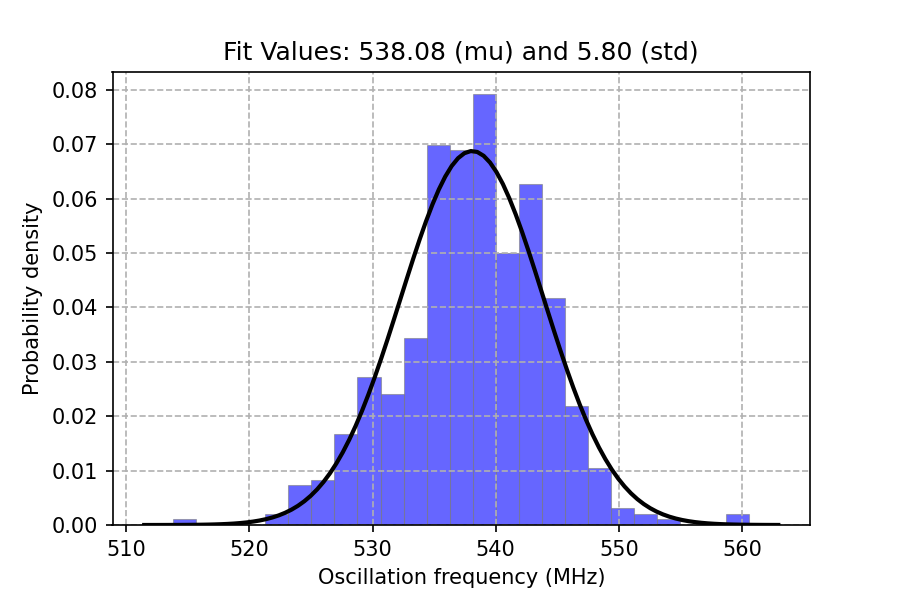 Fit Values: 538.08 (mu) and 5.80 (std)
Probability density
0.08
0.07
0.06
0.05
0.04
0.03
0.02
0.01
0.00
510 520 530 540 550 560
Oscillation frequency (MHz)